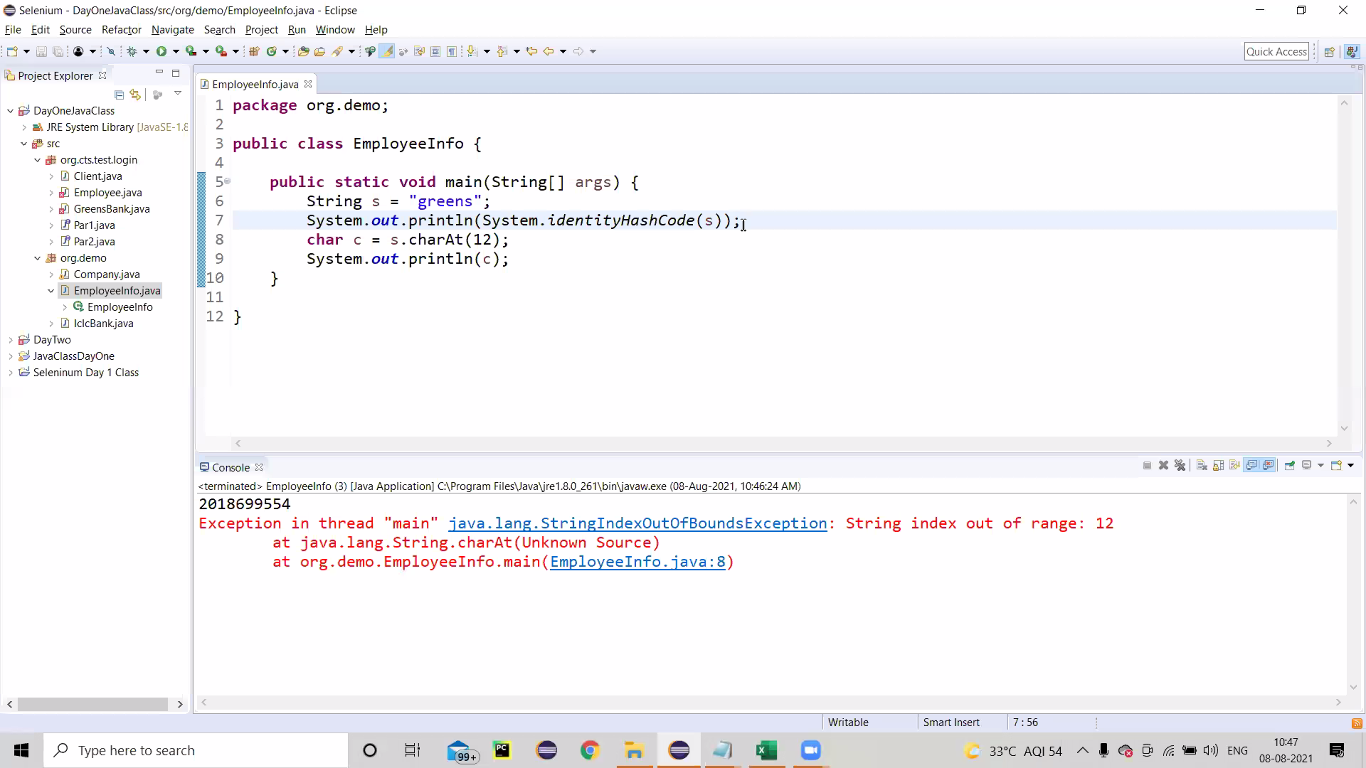 Selenium - DayOneJavaClass/src/org/demo/EmployeeInfo.java - Eclipse
File Edit Source Refactor Navigate Search Project Run Window Help
Quick Access
Project Explorer
EmployeeInfo.java
DayOneJavaClass
JRE System Library [JavaSE-1.8
src
org.cts.test.login
Client.java
Employee.java
GreensBank.java
Par1.java
Par2.java
org.demo
Company.java
EmployeeInfo.java
EmployeeInfo
IcIcBank.java
DayTwo
JavaClassDayOne
Seleninum Day 1 Class
1 package org.demo;
2
3 public class EmployeeInfo {
4
5 public static void main(String[] args) {
6 String s = "greens";
7 System.out.println(System.identityHashCode(s));
8 char c = s.charAt(12);
9 System.out.println(c);
10 }
11
12 }
Console
<terminated> EmployeeInfo (3) [Java Application] C:\Program Files\Java\jre1.8.0_261\bin\javaw.exe (08-Aug-2021, 10:46:24 AM)
2018699554
Exception in thread "main" java.lang.StringIndexOutOfBoundsException: String index out of range: 12
at java.lang.String.charAt(Unknown Source)
at org.demo.EmployeeInfo.main(EmployeeInfo.java:8)
Writable Smart Insert 7 : 56
Type here to search
99+
PC
33°C AQI 54
ENG
10:47
08-08-2021